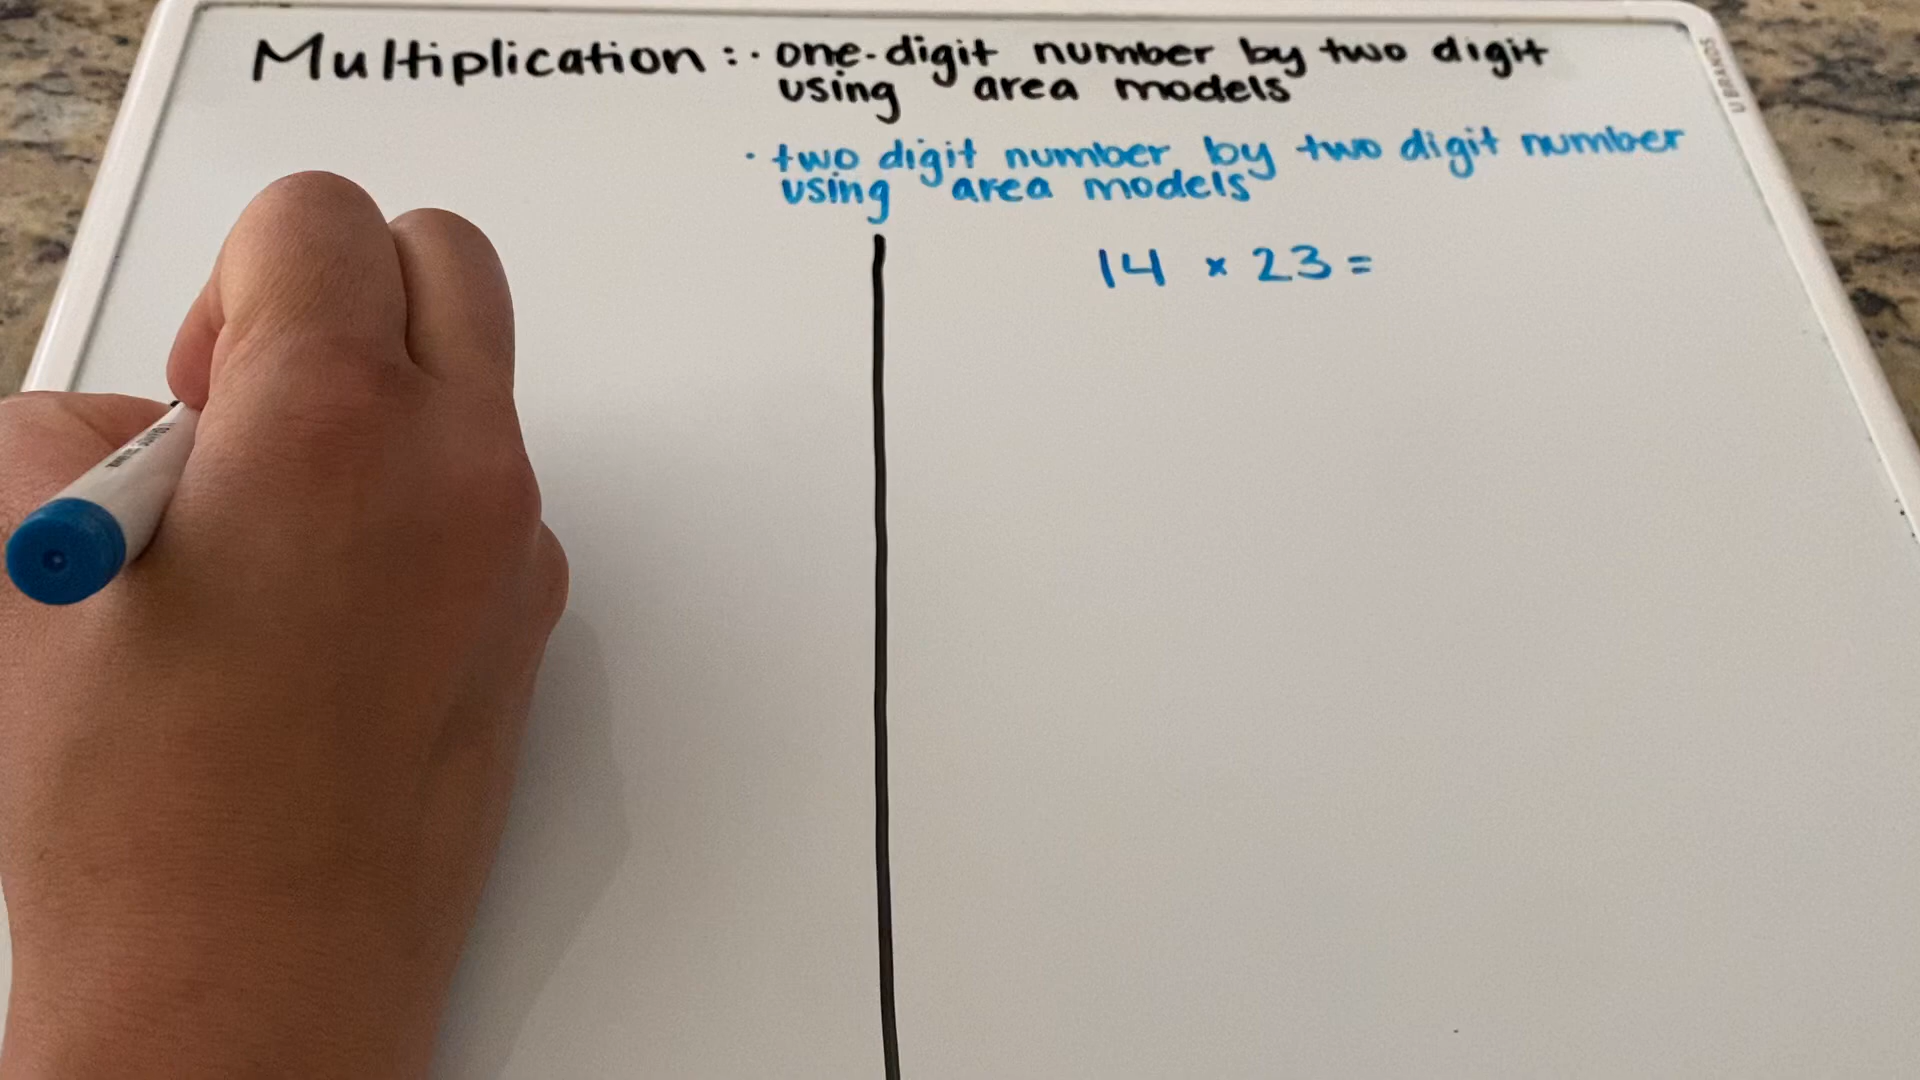 Multiplication : · one-digit number by two digit
using area models
· two digit number by two digit number
using area models
14 × 23 =
U BRANDS